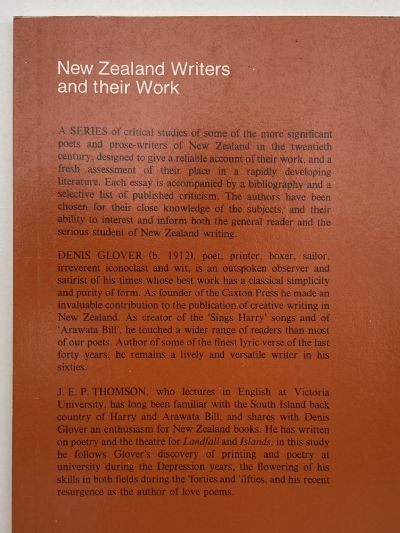 New Zealand Writers
and their Work
A SERIES of critical studies of some of the more significant
poets and prose-writers of New Zealand in the twentieth
century, designed to give a reliable account of their work, and a
fresh assessment of their place in a rapidly developing
literature. Each essay is accompanied by a bibliography and a
selective list of published criticism. The authors have been
chosen for their close knowledge of the subjects, and their
ability to interest and inform both the general reader and the
serious student of New Zealand writing.
DENIS GLOVER (b. 1912), poet, printer, boxer, sailor,
irreverent iconoclast and wit, is an outspoken observer and
satirist of his times whose best work has a classical simplicity
and purity of form. As founder of the Caxton Press he made an
invaluable contribution to the publication of creative writing in
New Zealand. As creator of the 'Sings Harry' songs and of
'Arawata Bill', he touched a wider range of readers than most
of our poets. Author of some of the finest lyric verse of the last
forty years, he remains a lively and versatile writer in his
sixties.
J. E. P. THOMSON, who lectures in English at Victoria
University, has long been familiar with the South Island back
country of Harry and Arawata Bill, and shares with Denis
Glover an enthusiasm for New Zealand books. He has written
on poetry and the theatre for Landfall and Islands; in this study
he follows Glover's discovery of printing and poetry at
university during the Depression years, the flowering of his
skills in both fields during the 'forties and 'fifties, and his recent
resurgence as the author of love poems.